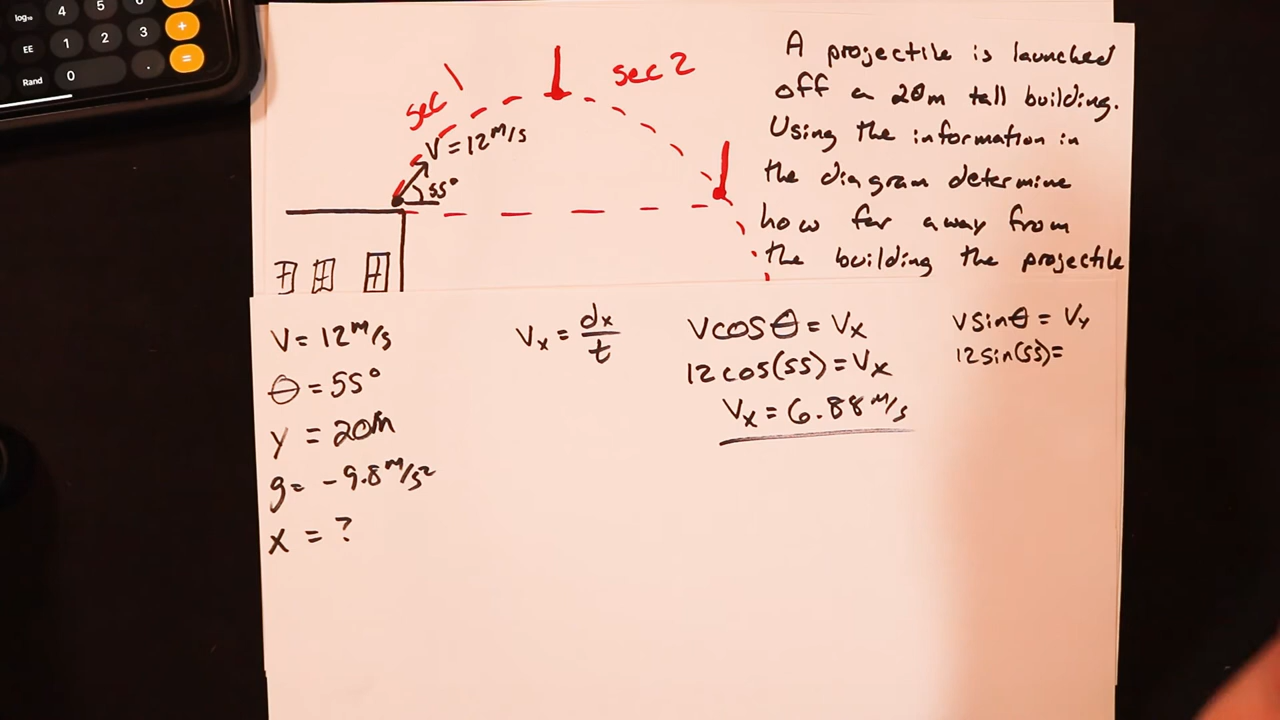 log₁₀ 4 5 6
EE 1 2 3 +
Rand 0 . =
sec 1
sec 2
V = 12 m/s
55°
A projectile is launched
off a 20m tall building.
Using the information in
the diagram determine
how far away from
the building the projectile
V = 12 m/s
θ = 55°
y = 20m
g = -9.8 m/s²
x = ?
Vx = dx/t
Vcosθ = Vx
12cos(55) = Vx
Vx = 6.88 m/s
Vsinθ = Vy
12sin(55)=